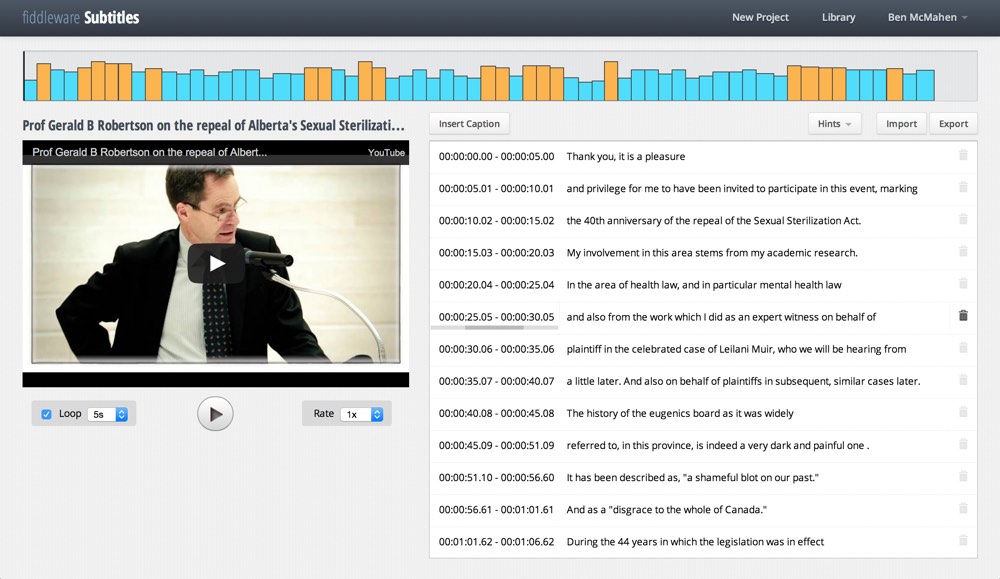 fiddleware Subtitles
New Project Library Ben McMahen
Prof Gerald B Robertson on the repeal of Alberta's Sexual Sterilizati...
Insert Caption Hints Import Export
Prof Gerald B Robertson on the repeal of Albert... YouTube
Loop 5s Rate 1x
00:00:00.00 - 00:00:05.00 Thank you, it is a pleasure
00:00:05.01 - 00:00:10.01 and privilege for me to have been invited to participate in this event, marking
00:00:10.02 - 00:00:15.02 the 40th anniversary of the repeal of the Sexual Sterilization Act.
00:00:15.03 - 00:00:20.03 My involvement in this area stems from my academic research.
00:00:20.04 - 00:00:25.04 In the area of health law, and in particular mental health law
00:00:25.05 - 00:00:30.05 and also from the work which I did as an expert witness on behalf of
00:00:30.06 - 00:00:35.06 plaintiff in the celebrated case of Leilani Muir, who we will be hearing from
00:00:35.07 - 00:00:40.07 a little later. And also on behalf of plaintiffs in subsequent, similar cases later.
00:00:40.08 - 00:00:45.08 The history of the eugenics board as it was widely
00:00:45.09 - 00:00:51.09 referred to, in this province, is indeed a very dark and painful one .
00:00:51.10 - 00:00:56.60 It has been described as, "a shameful blot on our past."
00:00:56.61 - 00:01:01.61 And as a "disgrace to the whole of Canada."
00:01:01.62 - 00:01:06.62 During the 44 years in which the legislation was in effect